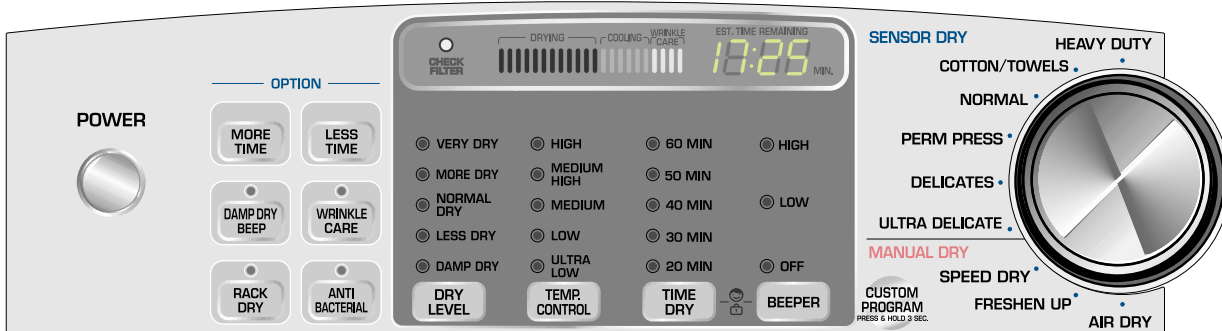 POWER
OPTION
MORE
TIME
LESS
TIME
DAMP DRY
BEEP
WRINKLE
CARE
RACK
DRY
ANTI
BACTERIAL
CHECK
FILTER
DRYING
COOLING
WRINKLE
CARE
EST. TIME REMAINING
17:25
MIN.
VERY DRY
MORE DRY
NORMAL
DRY
LESS DRY
DAMP DRY
DRY
LEVEL
HIGH
MEDIUM
HIGH
MEDIUM
LOW
ULTRA
LOW
TEMP.
CONTROL
60 MIN
50 MIN
40 MIN
30 MIN
20 MIN
TIME
DRY
HIGH
LOW
OFF
BEEPER
SENSOR DRY
HEAVY DUTY
COTTON/TOWELS
NORMAL
PERM PRESS
DELICATES
ULTRA DELICATE
MANUAL DRY
SPEED DRY
FRESHEN UP
AIR DRY
CUSTOM
PROGRAM
PRESS & HOLD 3 SEC.